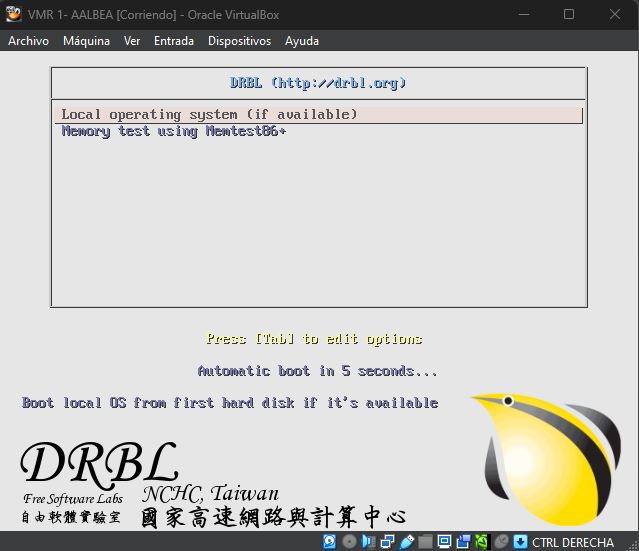 VMR 1- AALBEA [Corriendo] - Oracle VirtualBox
Archivo Máquina Ver Entrada Dispositivos Ayuda
DRBL (http://drbl.org)
Local operating system (if available)
Memory test using Memtest86+
Press [Tab] to edit options
Automatic boot in 5 seconds...
Boot local OS from first hard disk if it's available
DRBL
Free Software Labs
NCHC, Taiwan
自由軟體實驗室
國家高速網路與計算中心
CTRL DERECHA